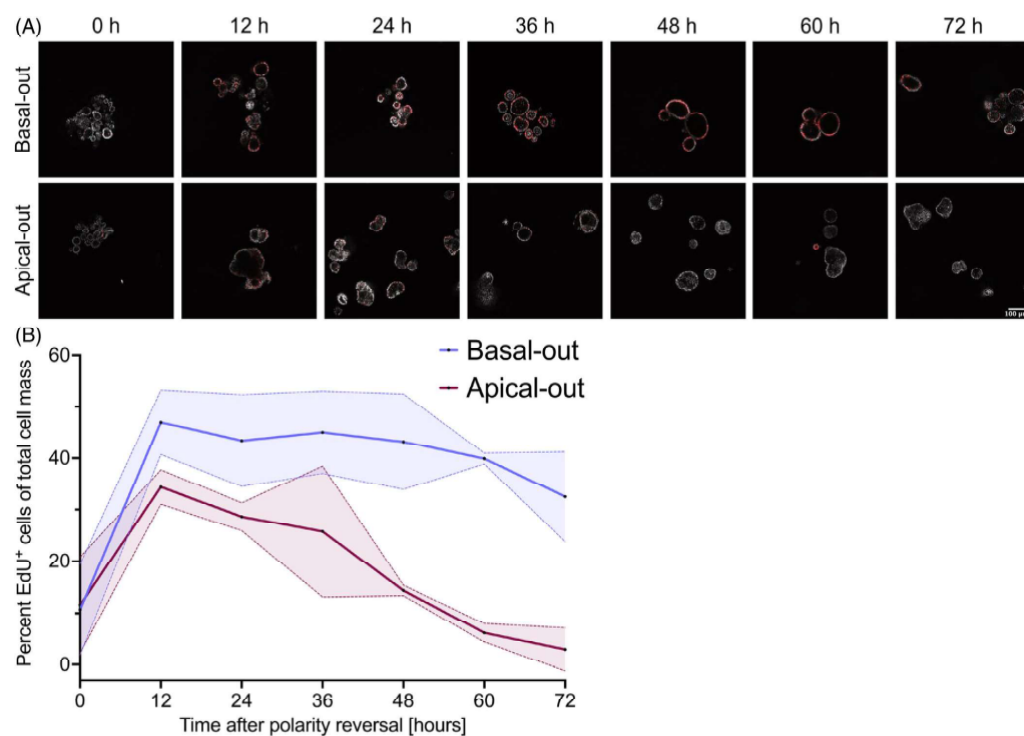 (A) 0 h 12 h 24 h 36 h 48 h 60 h 72 h
Basal-out
Apical-out
100 µm
(B)
Basal-out
Apical-out
Percent EdU⁺ cells of total cell mass
60
40
20
0
0 12 24 36 48 60 72
Time after polarity reversal [hours]